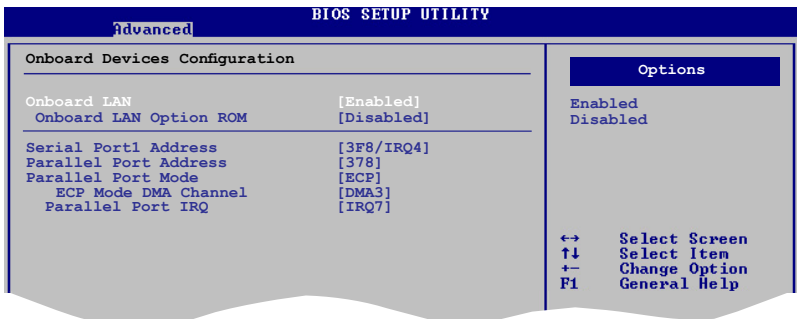 BIOS SETUP UTILITY
Advanced
Onboard Devices Configuration
Onboard LAN [Enabled]
Onboard LAN Option ROM [Disabled]
Serial Port1 Address [3F8/IRQ4]
Parallel Port Address [378]
Parallel Port Mode [ECP]
ECP Mode DMA Channel [DMA3]
Parallel Port IRQ [IRQ7]
Options
Enabled
Disabled
←→ Select Screen
↑↓ Select Item
+- Change Option
F1 General Help